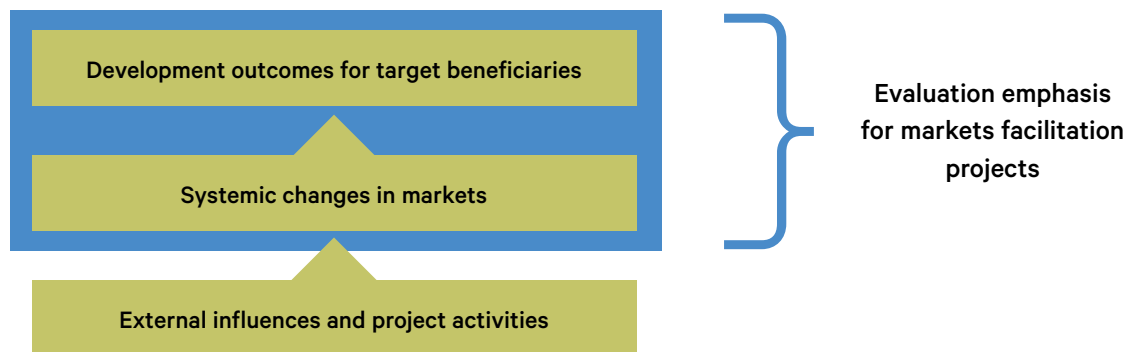 Development outcomes for target beneficiaries
Systemic changes in markets
External influences and project activities
Evaluation emphasis
for markets facilitation
projects